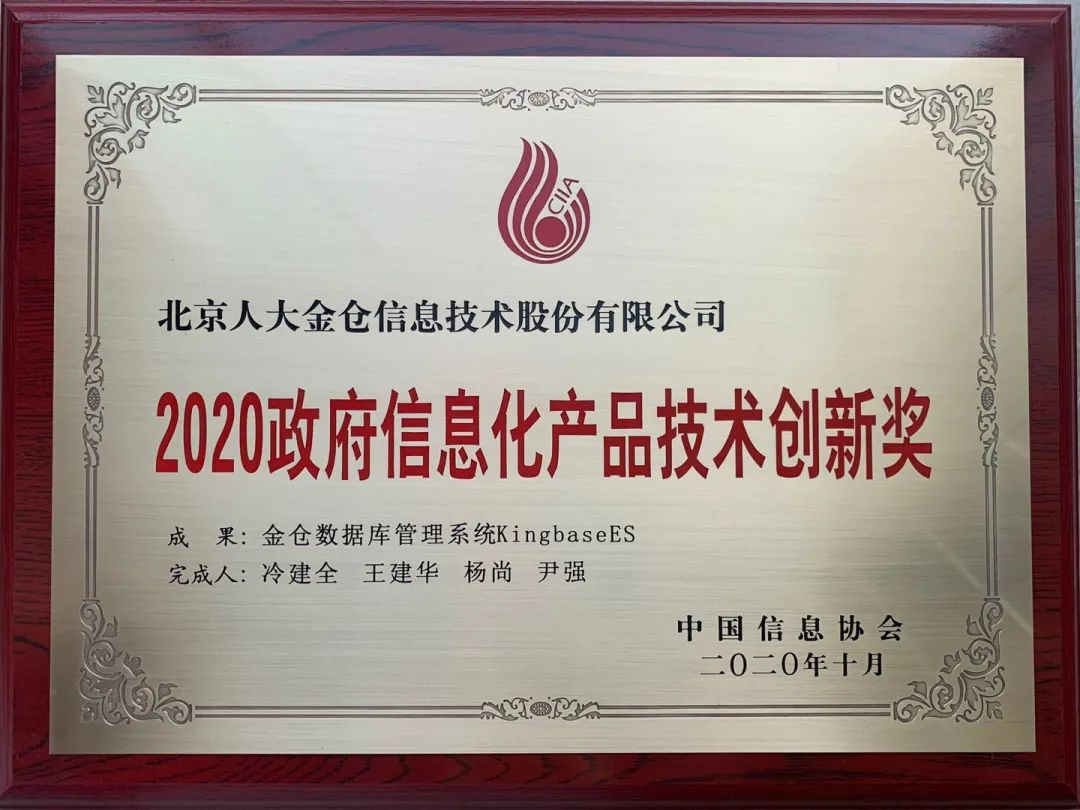 CIIA
北京人大金仓信息技术股份有限公司
2020政府信息化产品技术创新奖
成 果：金仓数据库管理系统KingbaseES
完成人：冷建全 王建华 杨尚 尹强
中国信息协会
二〇二〇年十月